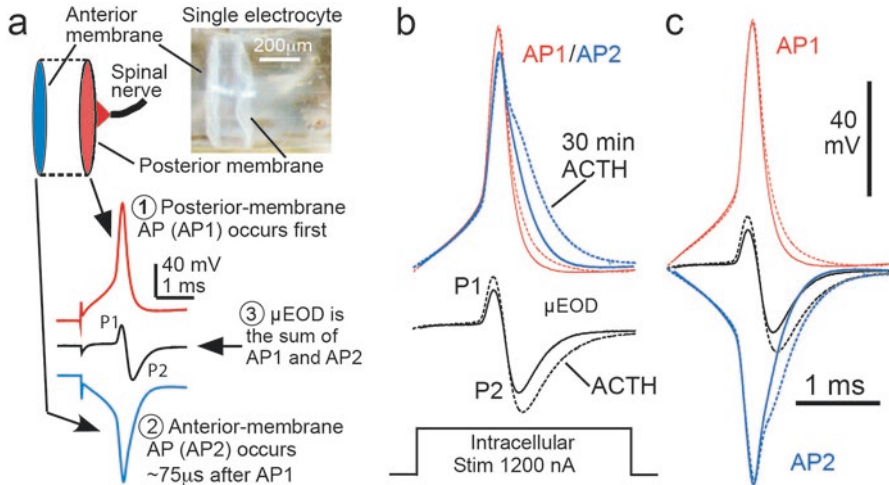 a
Anterior
membrane
Single electrocyte
200µm
Spinal
nerve
Posterior membrane
① Posterior-membrane
AP (AP1) occurs first
40 mV
1 ms
P1
P2
③ µEOD is
the sum of
AP1 and AP2
② Anterior-membrane
AP (AP2) occurs
~75µs after AP1
b
AP1/AP2
30 min
ACTH
P1
µEOD
P2
ACTH
Intracellular
Stim 1200 nA
c
AP1
40
mV
1 ms
AP2